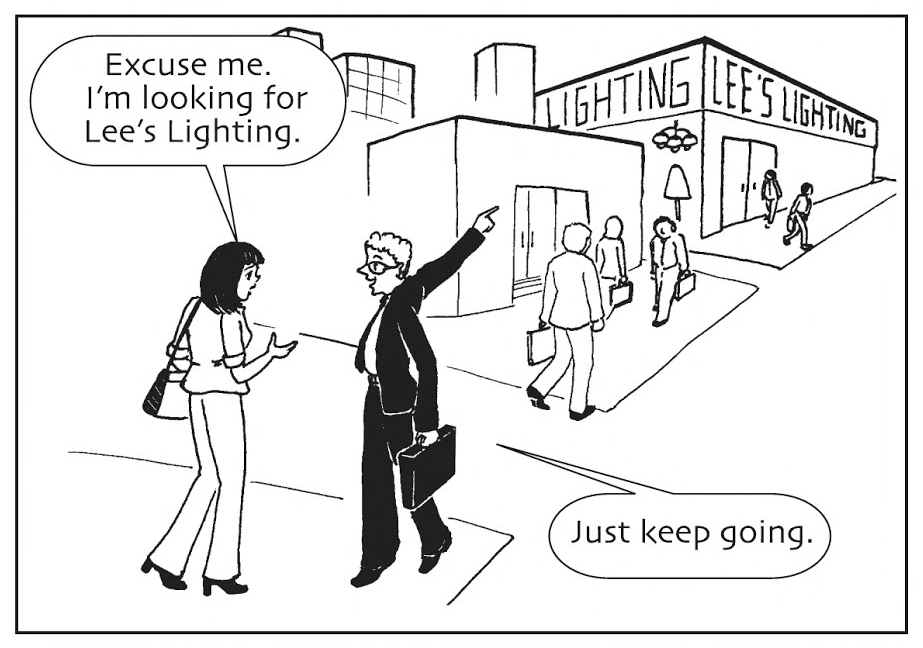 Excuse me.
I'm looking for
Lee's Lighting.
LIGHTING
LEE'S LIGHTING
Just keep going.